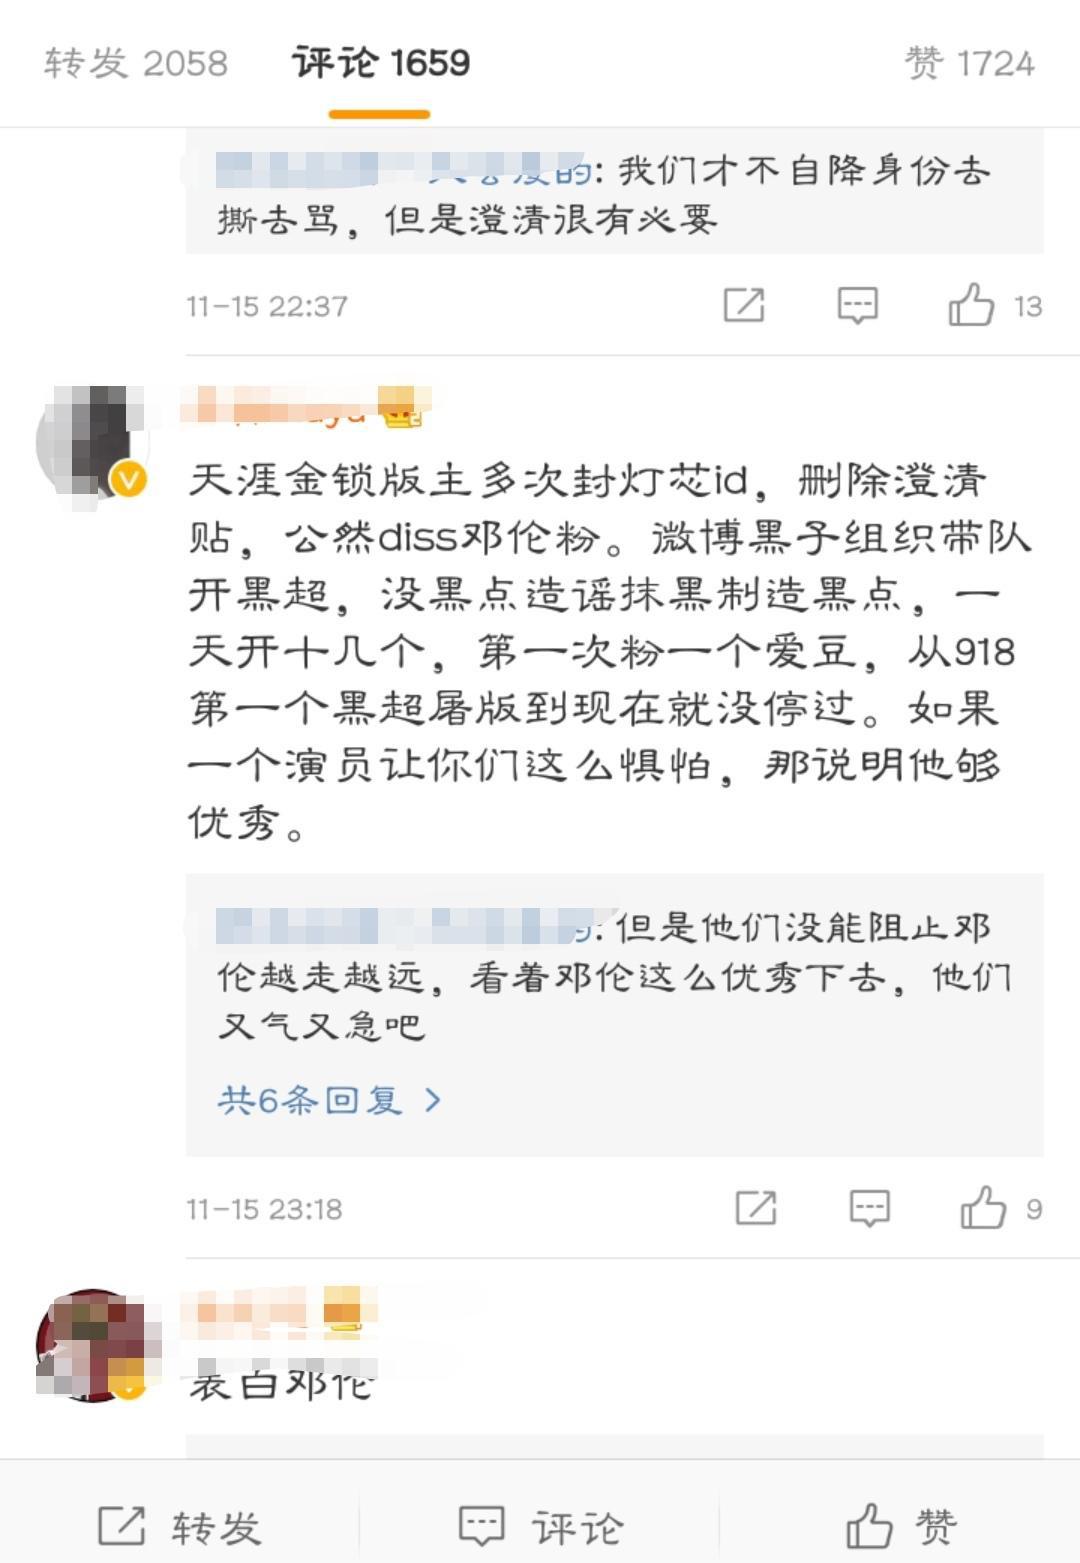 转发 2058 评论 1659 赞 1724
的: 我们才不自降身份去
撕去骂，但是澄清很有必要
11-15 22:37 13
天涯金锁版主多次封灯芯id，删除澄清
贴，公然diss邓伦粉。微博黑子组织带队
开黑超，没黑点造谣抹黑制造黑点，一
天开十几个，第一次粉一个爱豆，从918
第一个黑超屠版到现在就没停过。如果
一个演员让你们这么惧怕，那说明他够
优秀。
: 但是他们没能阻止邓
伦越走越远，看着邓伦这么优秀下去，他们
又气又急吧
共6条回复 >
11-15 23:18 9
表白邓伦
转发 评论 赞